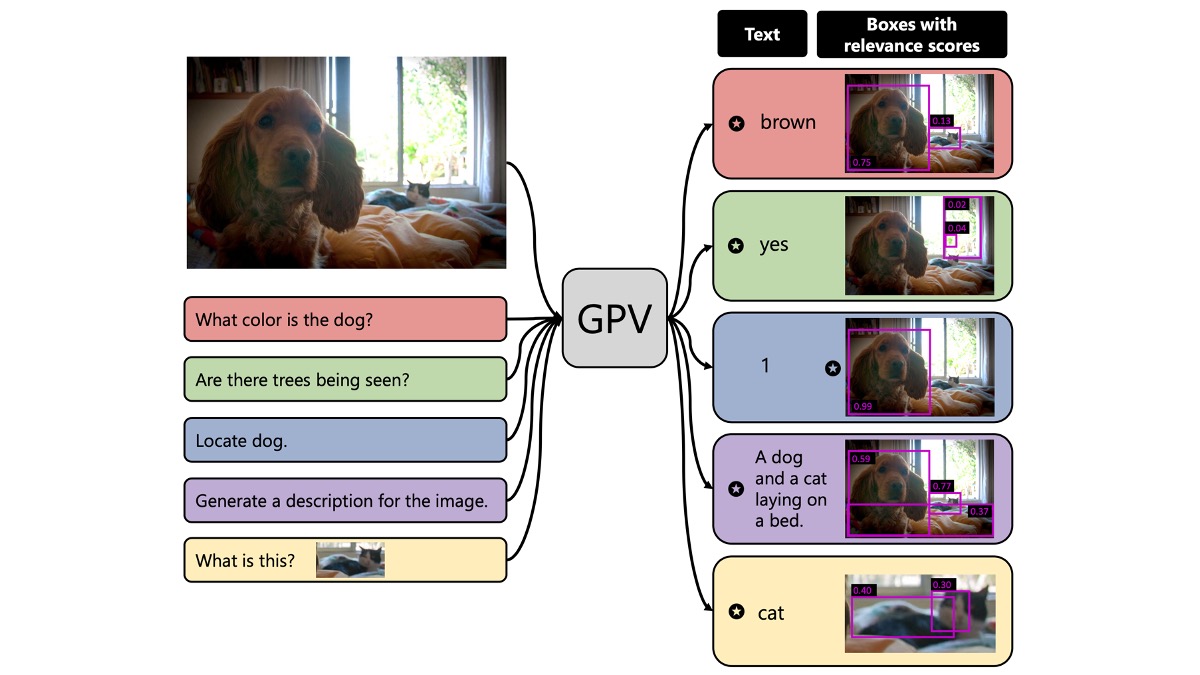 Text
Boxes with
relevance scores
What color is the dog?
Are there trees being seen?
Locate dog.
Generate a description for the image.
What is this?
GPV
brown
0.13
0.75
yes
0.02
0.04
1
0.99
A dog
and a cat
laying on
a bed.
0.59
0.77
0.37
cat
0.40
0.30